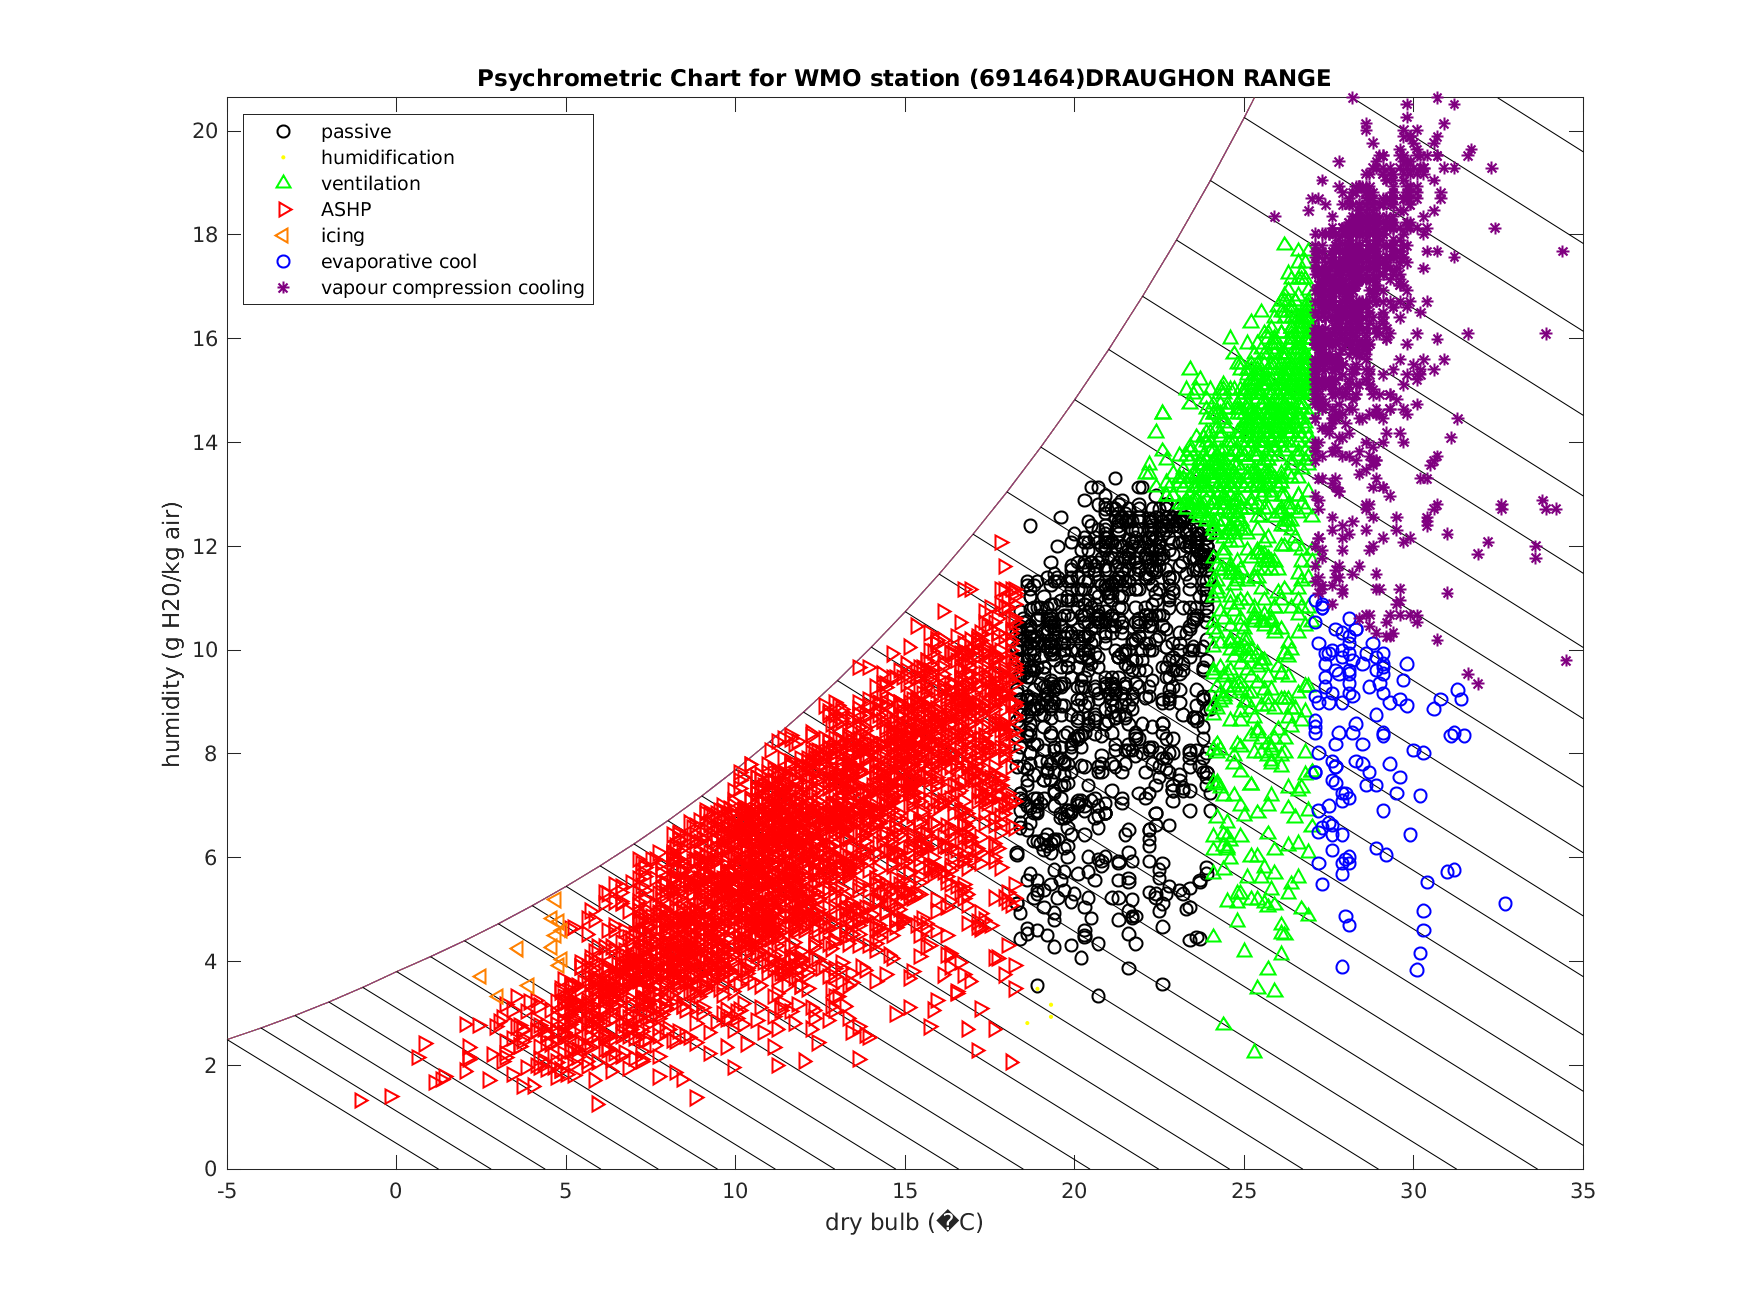 Psychrometric Chart for WMO station (691464)DRAUGHON RANGE
passive
humidification
ventilation
ASHP
icing
evaporative cool
vapour compression cooling
humidity (g H20/kg air)
20
18
16
14
12
10
8
6
4
2
0
-5 0 5 10 15 20 25 30 35
dry bulb (�C)